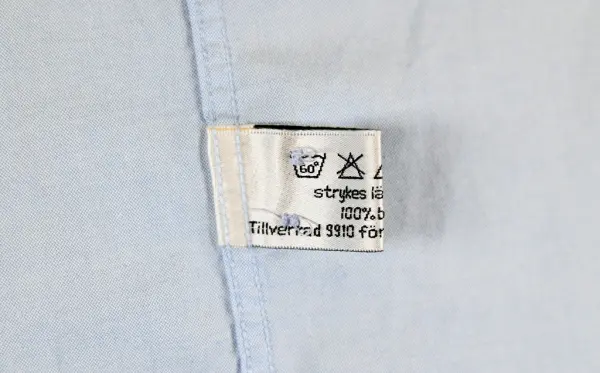 60°
strykes lä
100% b
Tillverkad 9910 för